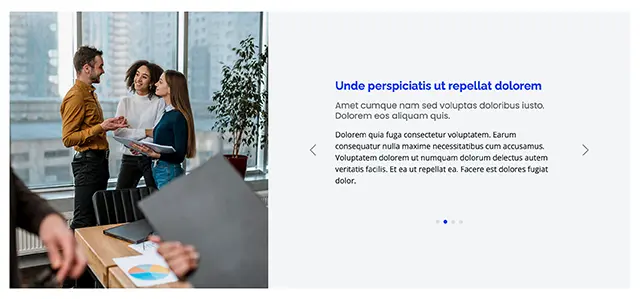 Unde perspiciatis ut repellat dolorem
Amet cumque nam sed voluptas doloribus iusto.
Dolorem eos aliquam quis.
Dolorem quia fuga consectetur voluptatem. Earum
consequatur nulla maxime necessitatibus cum accusamus.
Voluptatem dolorem ut numquam dolorum delectus autem
veritatis facilis. Et ea ut repellat ea. Facere est dolores fugiat
dolor.